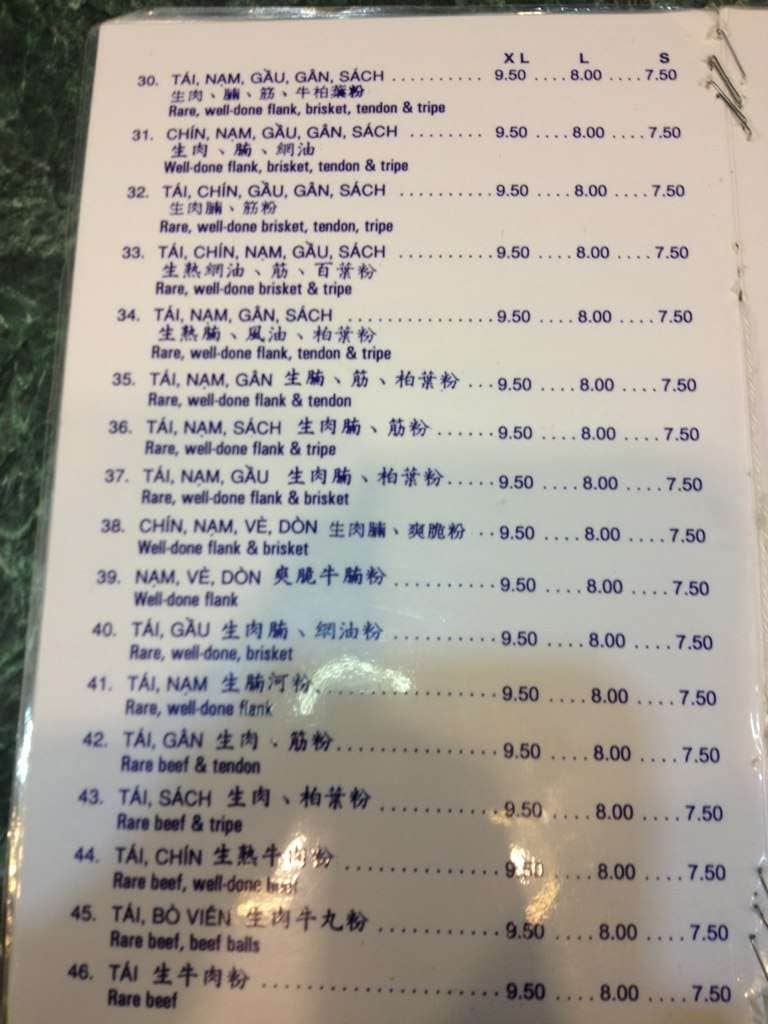 XL L S
30. TÁI, NẠM, GẦU, GÂN, SÁCH .......... 9.50 ....8.00 ....7.50
生肉、腩、筋、牛柏葉粉
Rare, well-done flank, brisket, tendon & tripe
31. CHÍN, NẠM, GẦU, GÂN, SÁCH ........ 9.50 ....8.00 ....7.50
生肉、腩、網油
Well-done flank, brisket, tendon & tripe
32. TÁI, CHÍN, GẦU, GÂN, SÁCH ......... 9.50 ....8.00 ....7.50
生肉腩、筋粉
Rare, well-done brisket, tendon, tripe
33. TÁI, CHÍN, NẠM, GẦU, SÁCH ..........9.50 ....8.00 ....7.50
生熟網油、筋、百葉粉
Rare, well-done brisket & tripe
34. TÁI, NẠM, GÂN, SÁCH ...............9.50 ....8.00 ....7.50
生熟腩、風油、柏葉粉
Rare, well-done flank, tendon & tripe
35. TÁI, NẠM, GÂN 生腩、筋、柏葉粉 ...9.50 ....8.00 ....7.50
Rare, well-done flank & tendon
36. TÁI, NẠM, SÁCH 生肉腩、筋粉 ......9.50 ....8.00 ....7.50
Rare, well-done flank & tripe
37. TÁI, NẠM, GẦU 生肉腩、柏葉粉.....9.50 ....8.00 ....7.50
Rare, well-done flank & brisket
38. CHÍN, NẠM, VÈ, DÒN 生肉腩、爽脆粉 ..9.50 ....8.00 ....7.50
Well-done flank & brisket
39. NẠM, VÈ, DÒN 爽脆牛腩粉 ...........9.50 ....8.00 ....7.50
Well-done flank
40. TÁI, GẦU 生肉腩、網油粉 ...........9.50 ....8.00 ....7.50
Rare, well-done, brisket
41. TÁI, NẠM 生腩河粉..................9.50 ....8.00 ....7.50
Rare, well-done flank
42. TÁI, GÂN 生肉、筋粉................9.50 ....8.00 ....7.50
Rare beef & tendon
43. TÁI, SÁCH 生肉、柏葉粉 ............9.50 ....8.00 ....7.50
Rare beef & tripe
44. TÁI, CHÍN 生熟牛肉粉 ..............9.50 ....8.00 ....7.50
Rare beef, well-done beef
45. TÁI, BÒ VIÊN 生肉牛丸粉 ............9.50 ....8.00 ....7.50
Rare beef, beef balls
46. TÁI 生牛肉粉 ......................9.50 ....8.00 ....7.50
Rare beef